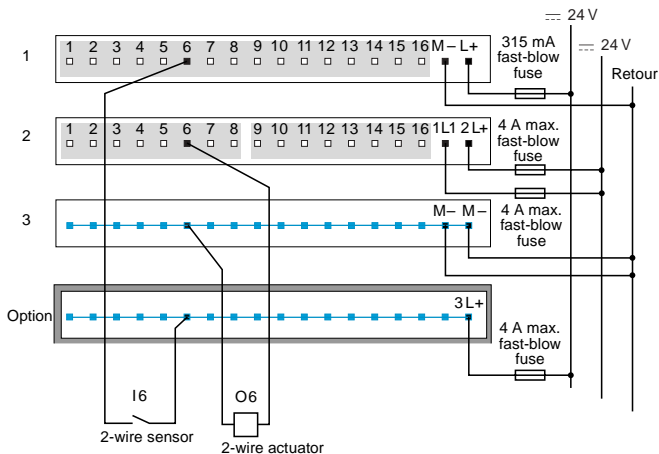 ⎓ 24 V
⎓ 24 V
Retour
1
1 2 3 4 5 6 7 8 9 10 11 12 13 14 15 16 M– L+
315 mA
fast-blow
fuse
2
1 2 3 4 5 6 7 8 9 10 11 12 13 14 15 16 1L1 2L+
4 A max.
fast-blow
fuse
3
M– M–
4 A max.
fast-blow
fuse
Option
3L+
4 A max.
fast-blow
fuse
I6
2-wire sensor
O6
2-wire actuator